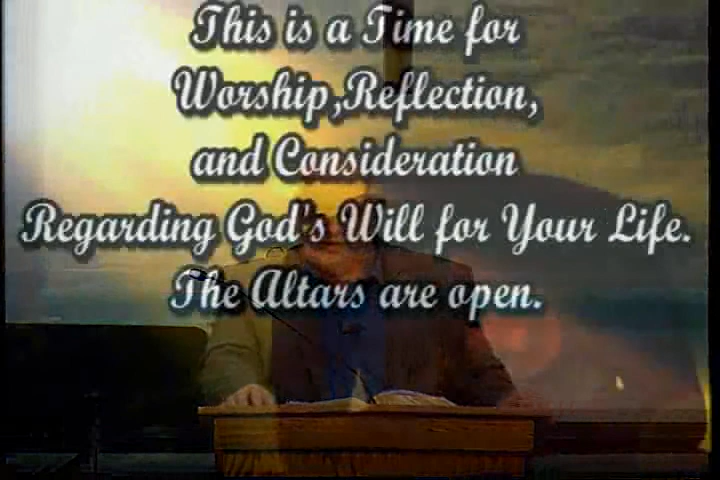 This is a Time for
Worship,Reflection,
and Consideration
Regarding God's Will for Your Life.
The Altars are open.